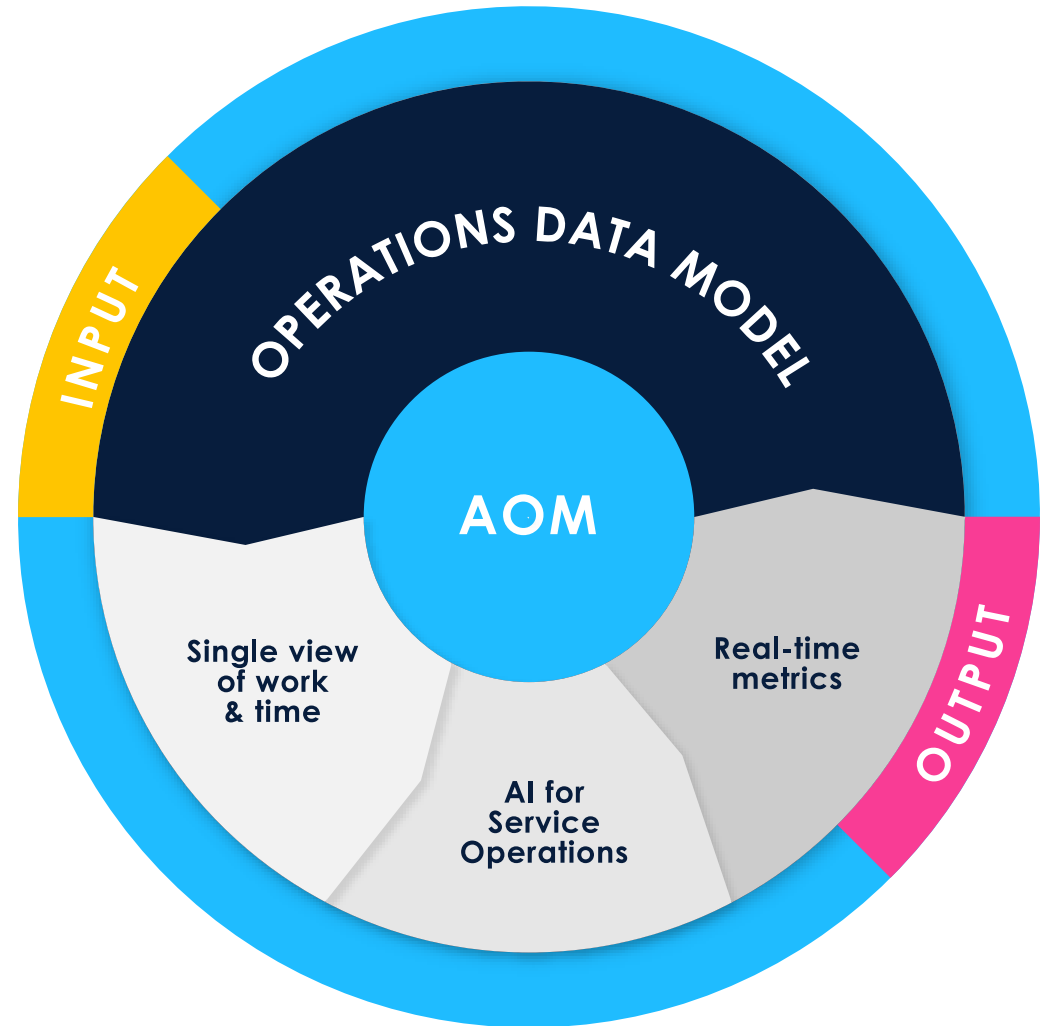 INPUT
OPERATIONS DATA MODEL
AOM
Single view
of work
& time
AI for
Service
Operations
Real-time
metrics
OUTPUT